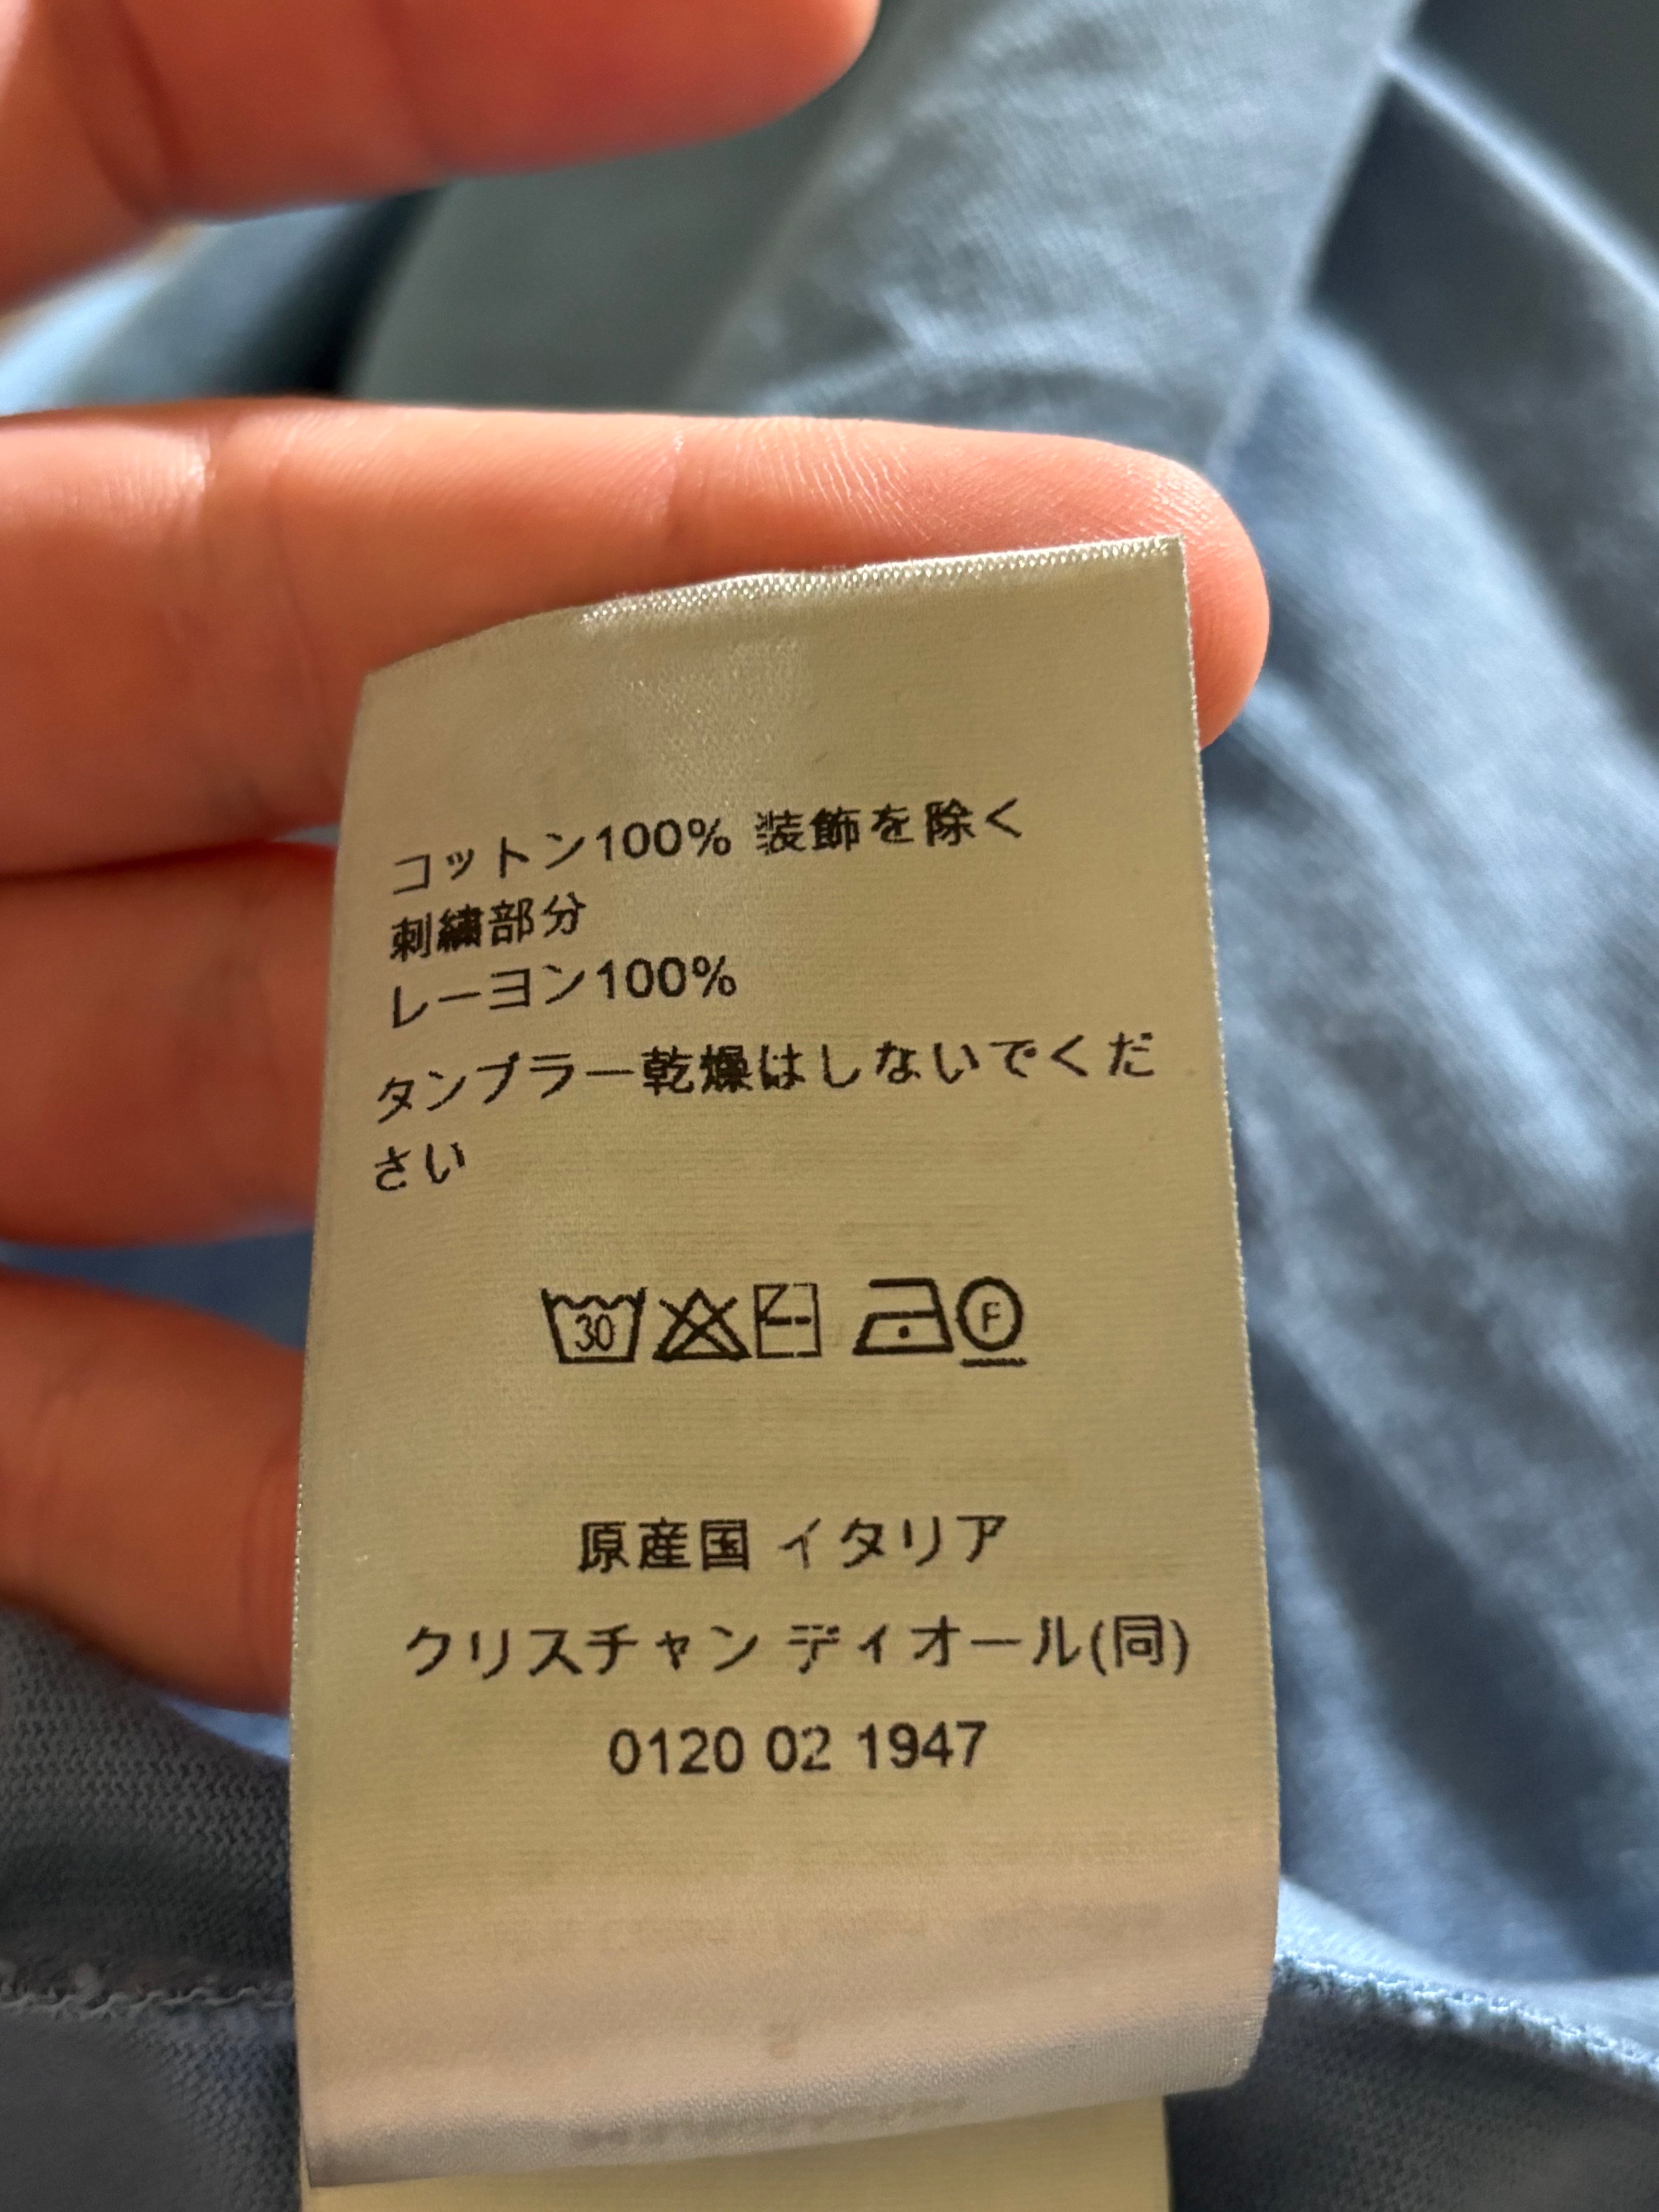 コットン100% 装飾を除く
刺繍部分
レーヨン100%
タンブラー乾燥はしないでくだ
さい
30
F
原産国 イタリア
クリスチャン ディオール(同)
0120 02 1947